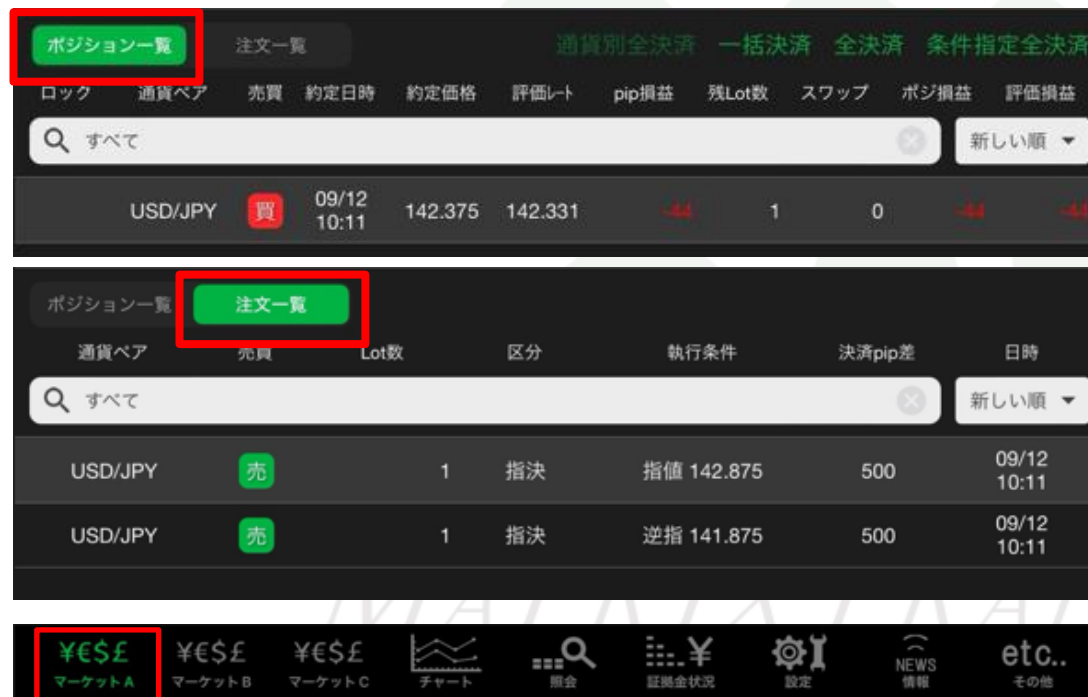 ポジション一覧 注文一覧 通貨別全決済 一括決済 全決済 条件指定全決済
ロック 通貨ペア 売買 約定日時 約定価格 評価ﾚｰﾄ pip損益 残Lot数 スワップ ポジ損益 評価損益
すべて 新しい順
USD/JPY 買 09/12 10:11 142.375 142.331 -44 1 0 -44 -44
ポジション一覧 注文一覧
通貨ペア 売買 Lot数 区分 執行条件 決済pip差 日時
すべて 新しい順
USD/JPY 売 1 指決 指値 142.875 500 09/12 10:11
USD/JPY 売 1 指決 逆指 141.875 500 09/12 10:11
¥€$£ ¥€$£ ¥€$£ ¥ NEWS etc..
マーケットA マーケットB マーケットC チャート 照会 証拠金状況 設定 情報 その他